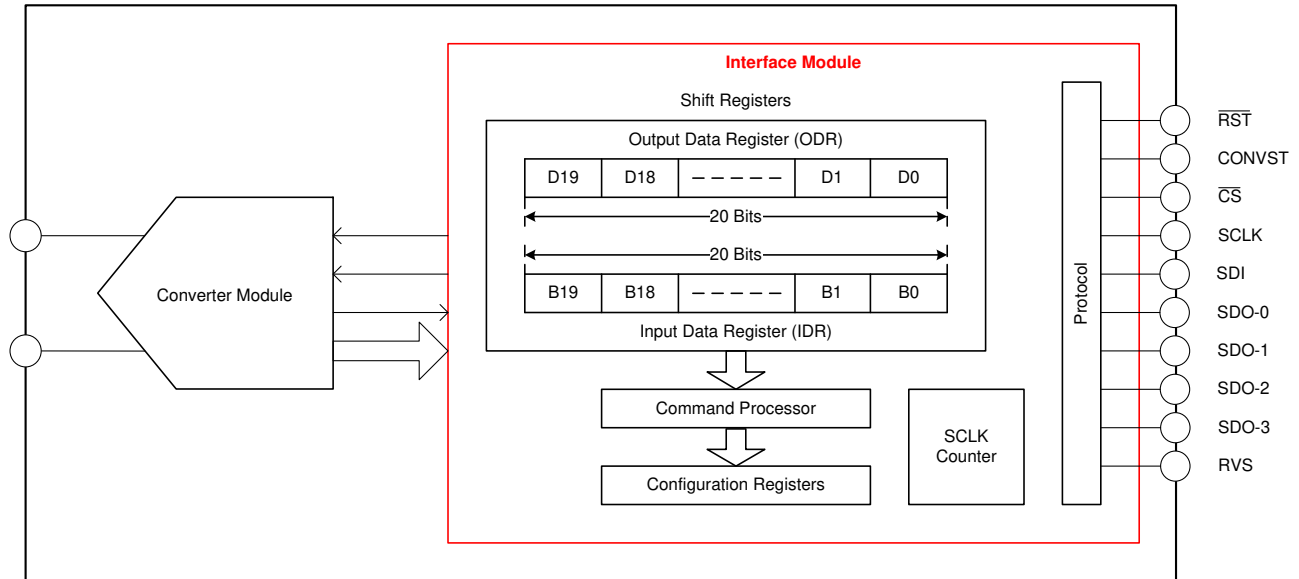 Interface Module
Shift Registers
Output Data Register (ODR)
D19 D18 D1 D0
20 Bits
20 Bits
B19 B18 B1 B0
Input Data Register (IDR)
Converter Module
Command Processor
Configuration Registers
SCLK
Counter
Protocol
R̅S̅T̅
CONVST
C̅S̅
SCLK
SDI
SDO-0
SDO-1
SDO-2
SDO-3
RVS